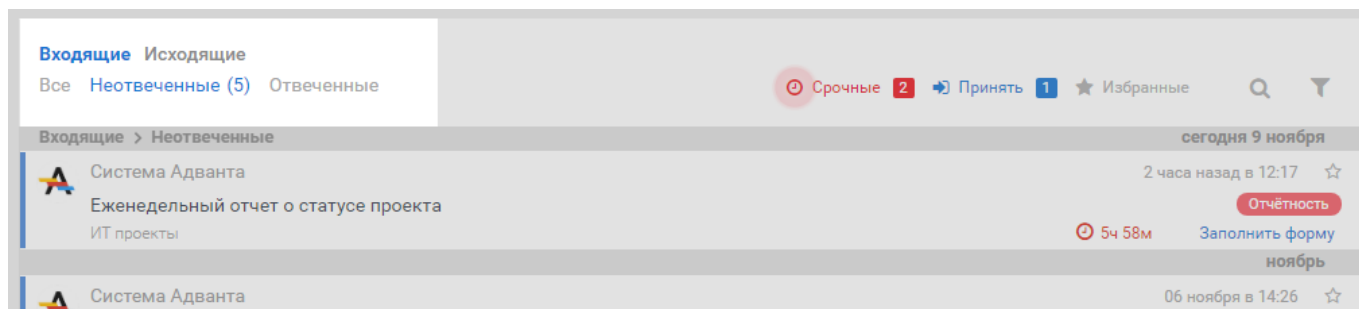 Входящие Исходящие
Все Неотвеченные (5) Отвеченные
Срочные 2 Принять 1 Избранные
Входящие > Неотвеченные сегодня 9 ноября
Система Адванта 2 часа назад в 12:17
Еженедельный отчет о статусе проекта Отчётность
ИТ проекты 5ч 58м Заполнить форму
ноябрь
Система Адванта 06 ноября в 14:26